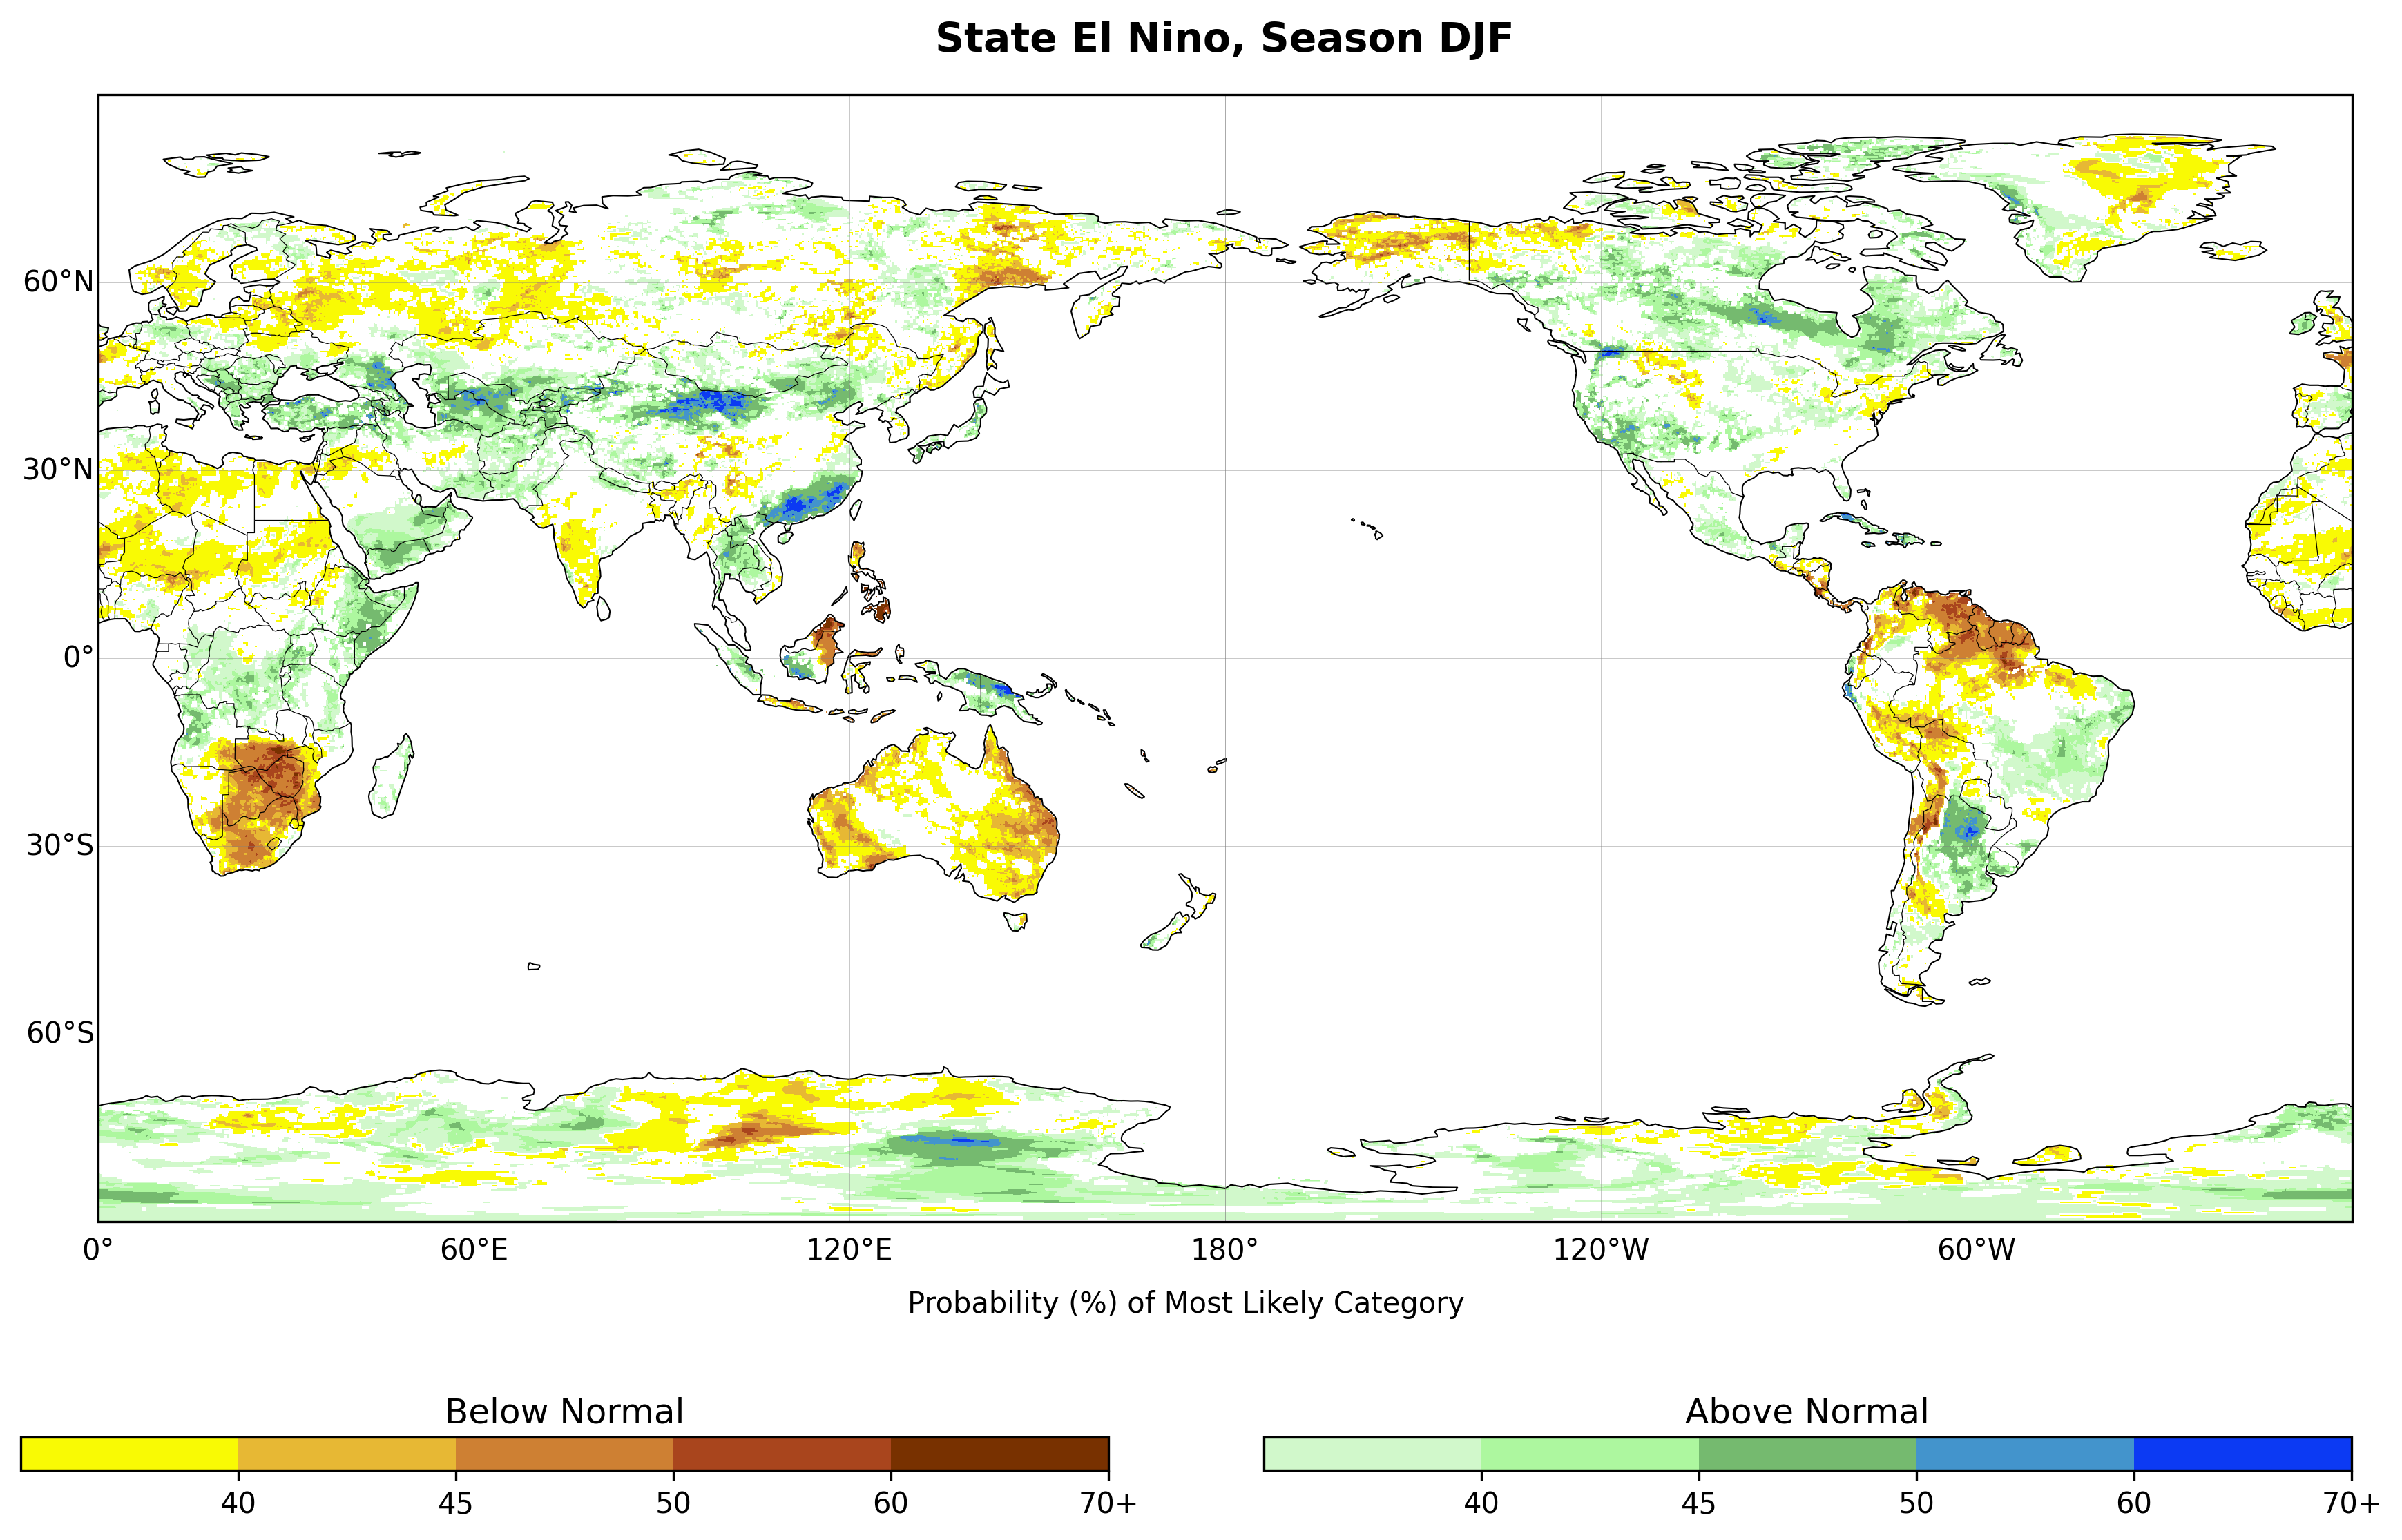 State El Nino, Season DJF
60°N
30°N
0°
30°S
60°S
0° 60°E 120°E 180° 120°W 60°W
Probability (%) of Most Likely Category
Below Normal Above Normal
40 45 50 60 70+ 40 45 50 60 70+